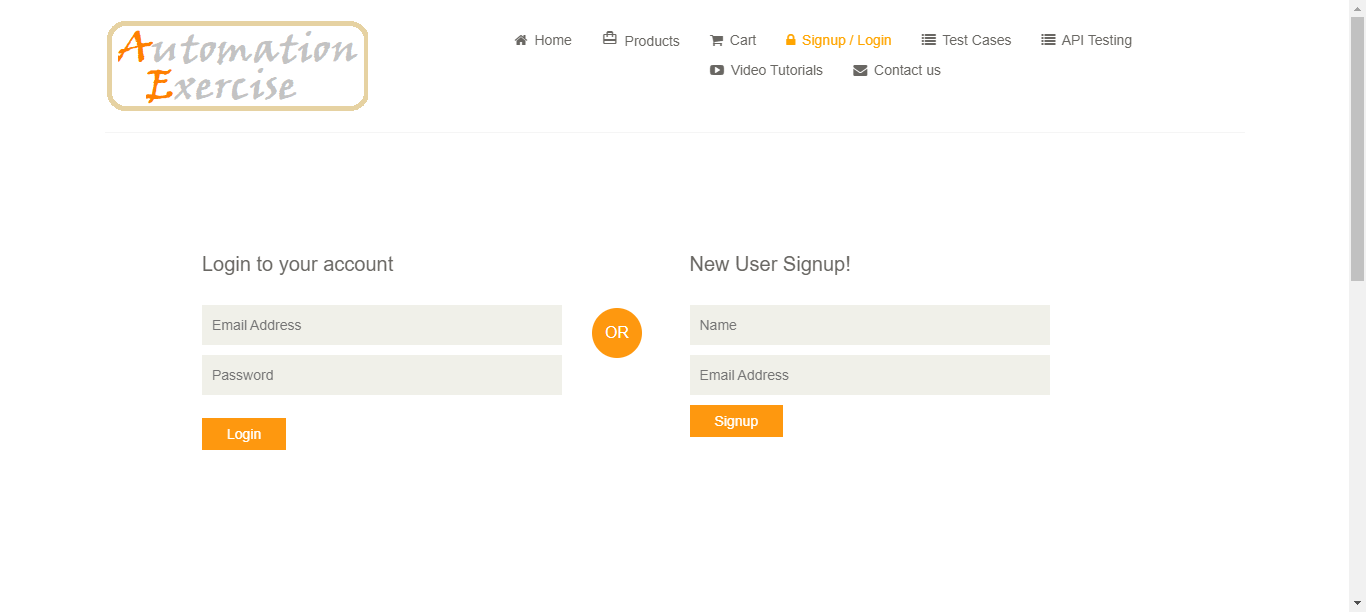 Automation
Exercise
Home Products Cart Signup / Login Test Cases API Testing
Video Tutorials Contact us
Login to your account
Email Address
Password
Login
OR
New User Signup!
Name
Email Address
Signup